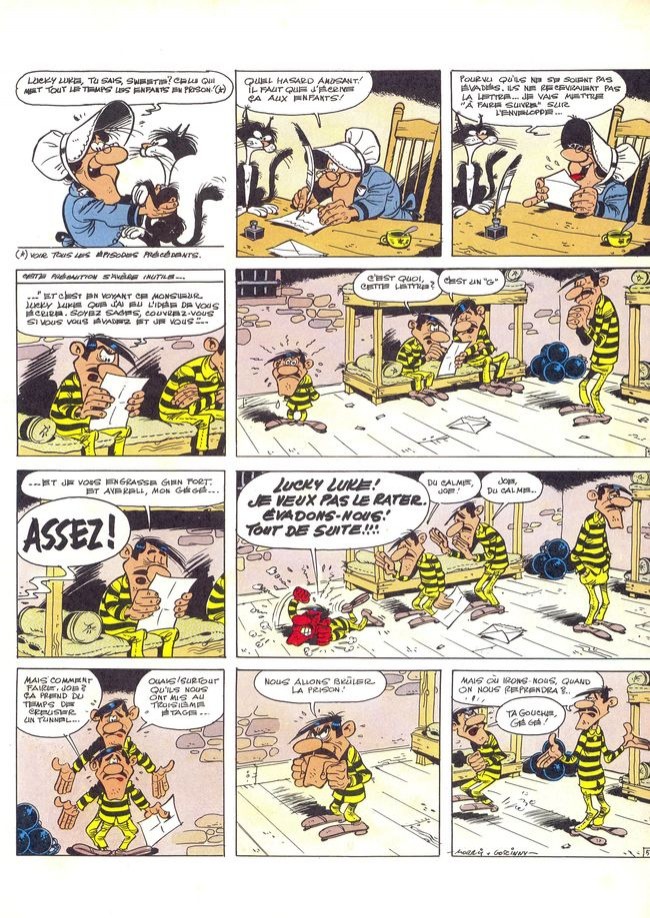 LUCKY LUKE, TU SAIS, SWEETIE? CELUI QUI
MET TOUT LE TEMPS LES ENFANTS EN PRISON! (*)
(*) VOIR TOUS LES ÉPISODES PRÉCÉDENTS.
QUEL HASARD AMUSANT!
IL FAUT QUE J'ÉCRIVE
ÇA AUX ENFANTS!
POURVU QU'ILS NE SE SOIENT PAS
ÉVADÉS. ILS NE RECEVRAIENT PAS
LA LETTRE... JE VAIS METTRE
"À FAIRE SUIVRE" SUR
L'ENVELOPPE...
CETTE PRÉCAUTION S'AVÈRE INUTILE...
..." ET C'EST EN VOYANT CE MONSIEUR
LUCKY LUKE QUE J'AI EU L'IDÉE DE VOUS
ÉCRIRE. SOYEZ SAGES, COUVREZ-VOUS
SI VOUS VOUS ÉVADEZ ET JE VOUS"...
C'EST QUOI,
CETTE LETTRE?
C'EST UN "G"
...ET JE VOUS ENGRASSE GIEN FORT.
ET AVERELL, MON GÉGÉ...
ASSEZ!
LUCKY LUKE!
JE VEUX PAS LE RATER.
ÉVADONS-NOUS!
TOUT DE SUITE!!!!
DU CALME,
JOE!
JOE,
DU CALME...
MAIS COMMENT
FAIRE, JOE?
ÇA PREND DU
TEMPS DE
CREUSER
UN TUNNEL...
OUAIS! SURTOUT
QU'ILS NOUS
ONT MIS AU
TROISIÈME
ÉTAGE...
NOUS ALLONS BRÛLER
LA PRISON!
MAIS OÙ IRONS-NOUS, QUAND
ON NOUS REPRENDRA?..
TA GOUCHE,
GÉGÉ!
MORRIS + GOSCINNY
5